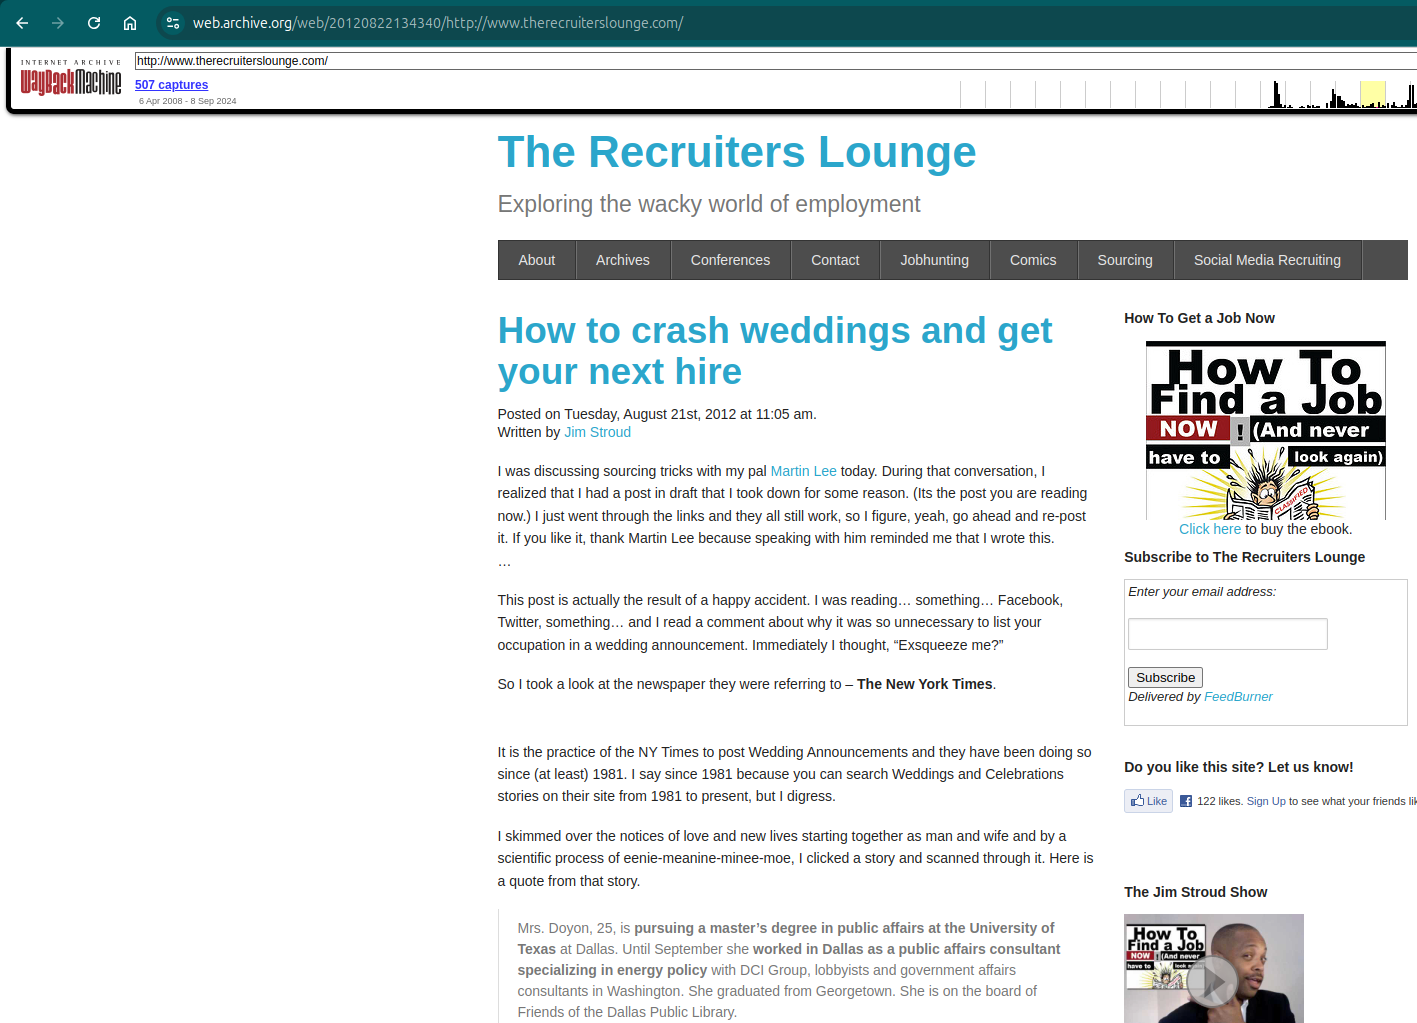 web.archive.org/web/20120822134340/http://www.therecruiterslounge.com/
INTERNET ARCHIVE
WayBackMachine
http://www.therecruiterslounge.com/
507 captures
6 Apr 2008 - 8 Sep 2024
The Recruiters Lounge
Exploring the wacky world of employment
About Archives Conferences Contact Jobhunting Comics Sourcing Social Media Recruiting
How to crash weddings and get
your next hire
Posted on Tuesday, August 21st, 2012 at 11:05 am.
Written by Jim Stroud
I was discussing sourcing tricks with my pal Martin Lee today. During that conversation, I
realized that I had a post in draft that I took down for some reason. (Its the post you are reading
now.) I just went through the links and they all still work, so I figure, yeah, go ahead and re-post
it. If you like it, thank Martin Lee because speaking with him reminded me that I wrote this.
…
This post is actually the result of a happy accident. I was reading… something… Facebook,
Twitter, something… and I read a comment about why it was so unnecessary to list your
occupation in a wedding announcement. Immediately I thought, “Exsqueeze me?”
So I took a look at the newspaper they were referring to – The New York Times.
It is the practice of the NY Times to post Wedding Announcements and they have been doing so
since (at least) 1981. I say since 1981 because you can search Weddings and Celebrations
stories on their site from 1981 to present, but I digress.
I skimmed over the notices of love and new lives starting together as man and wife and by a
scientific process of eenie-meanine-minee-moe, I clicked a story and scanned through it. Here is
a quote from that story.
Mrs. Doyon, 25, is pursuing a master’s degree in public affairs at the University of
Texas at Dallas. Until September she worked in Dallas as a public affairs consultant
specializing in energy policy with DCI Group, lobbyists and government affairs
consultants in Washington. She graduated from Georgetown. She is on the board of
Friends of the Dallas Public Library.
How To Get a Job Now
How To
Find a Job
NOW ! (And never
have to look again)
CLASSIFIED
Click here to buy the ebook.
Subscribe to The Recruiters Lounge
Enter your email address:
Subscribe
Delivered by FeedBurner
Do you like this site? Let us know!
Like 122 likes. Sign Up to see what your friends lik
The Jim Stroud Show
How To
Find a Job
NOW ! (And never
have to look again)